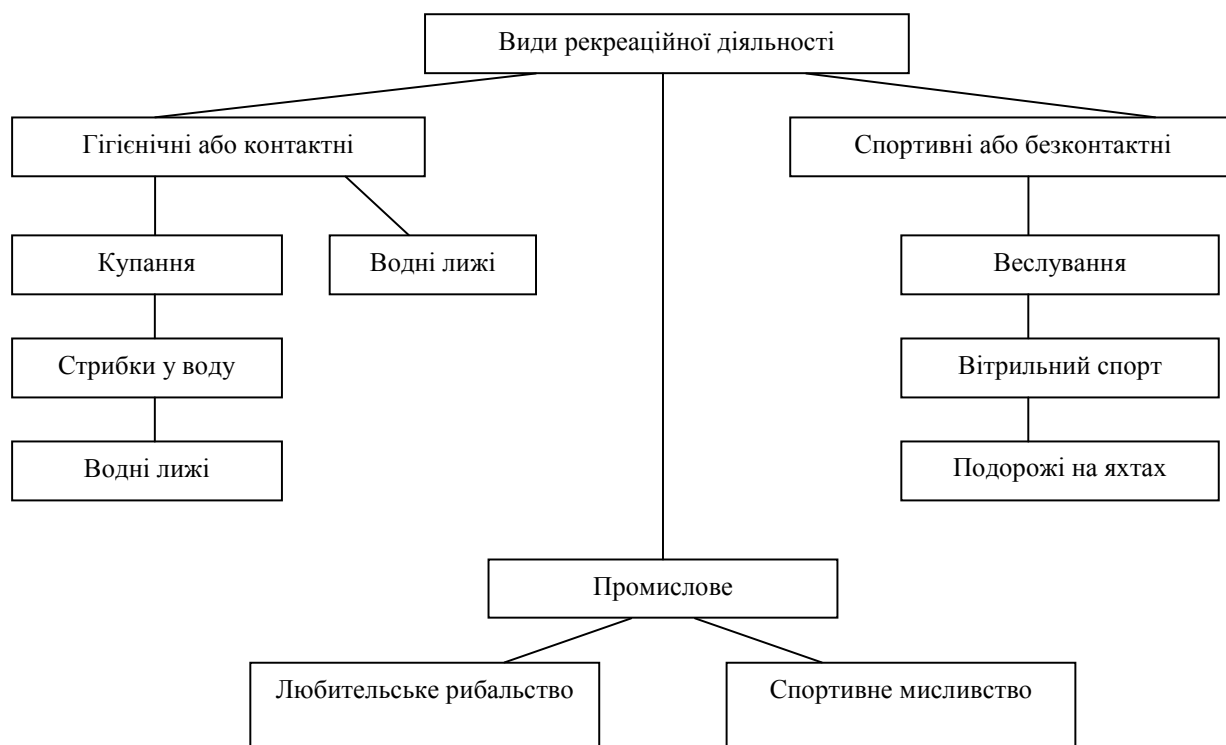 Види рекреаційної діяльності
Гігієнічні або контактні
Спортивні або безконтактні
Купання
Водні лижі
Веслування
Стрибки у воду
Вітрильний спорт
Водні лижі
Подорожі на яхтах
Промислове
Любительське рибальство
Спортивне мисливство